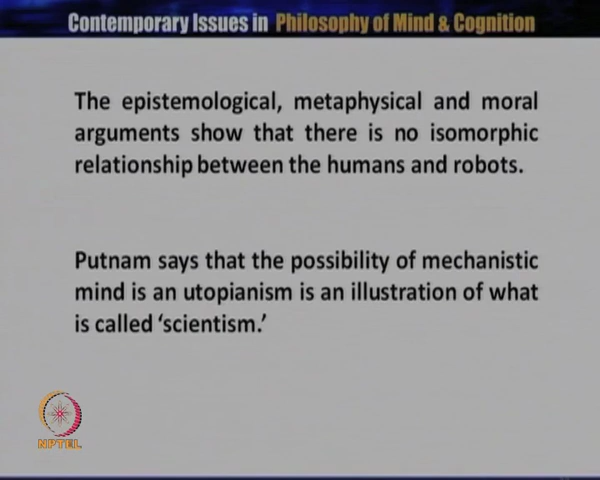 Contemporary Issues in Philosophy of Mind & Cognition
The epistemological, metaphysical and moral
arguments show that there is no isomorphic
relationship between the humans and robots.
Putnam says that the possibility of mechanistic
mind is an utopianism is an illustration of what
is called ‘scientism.’
NPTEL